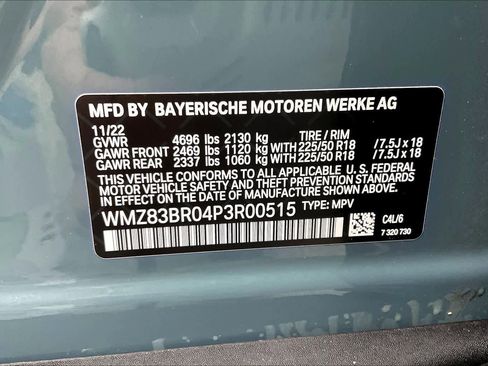 MFD BY BAYERISCHE MOTOREN WERKE AG
11/22
GVWR 4696 lbs 2130 kg TIRE / RIM
GAWR FRONT 2469 lbs 1120 kg WITH 225/50 R18 / 7.5J x 18
GAWR REAR 2337 lbs 1060 kg WITH 225/50 R18 / 7.5J x 18
THIS VEHICLE CONFORMS TO ALL APPLICABLE U. S. FEDERAL
MOTOR VEHICLE SAFETY STANDARDS IN EFFECT ON THE
DATE OF MANUFACTURE SHOWN ABOVE.
WMZ83BR04P3R00515 TYPE: MPV
C4L/6
7 320 730